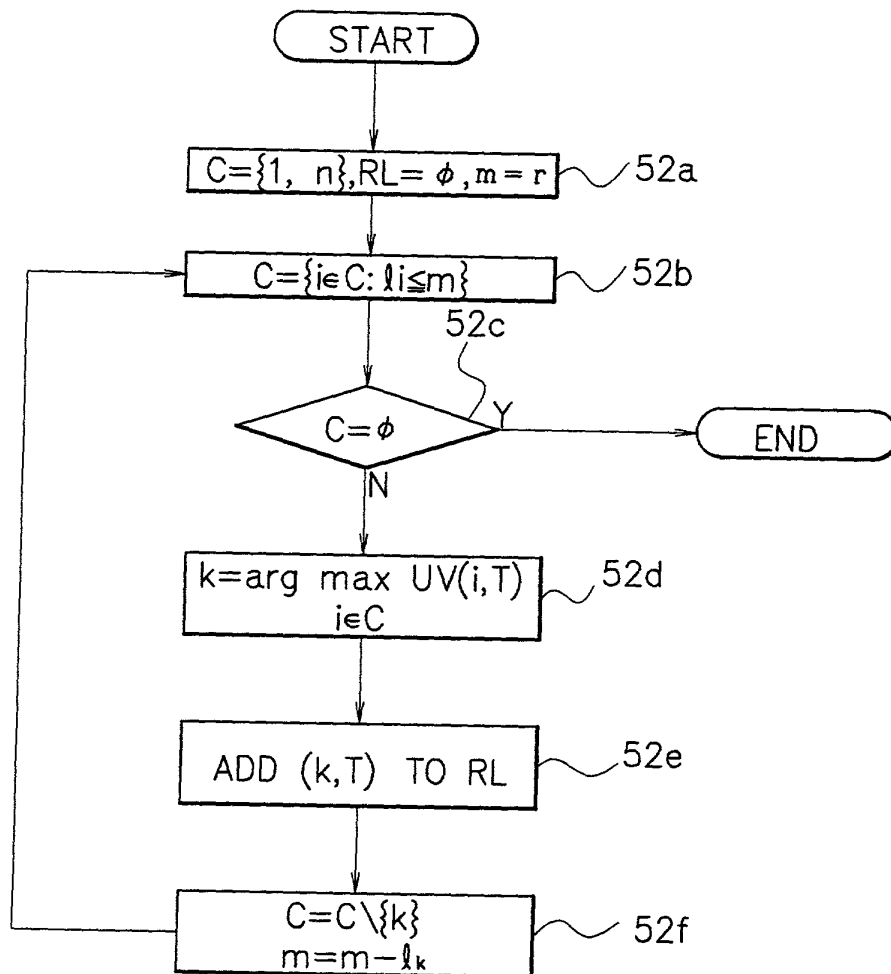 START
C={1, n},RL= ϕ ,m = r
52a
C={i∈C: ℓi≦m}
52b
52c
C=ϕ
Y
END
N
k=arg max UV(i,T)
i∈C
52d
ADD (k,T) TO RL
52e
C=C\{k}
m=m−ℓk
52f